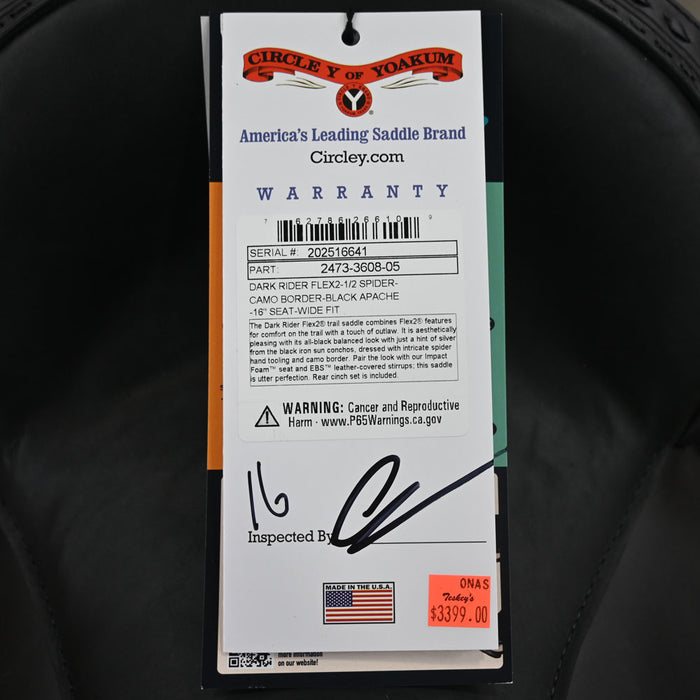 CIRCLE Y OF YOAKUM
Y
America's Leading Saddle Brand
Circley.com
WARRANTY
7 62786 26610 9
SERIAL #: 202516641
PART: 2473-3608-05
DARK RIDER FLEX2-1/2 SPIDER-
CAMO BORDER-BLACK APACHE
-16" SEAT-WIDE FIT
The Dark Rider Flex2® trail saddle combines Flex2® features
for comfort on the trail with a touch of outlaw. It is aesthetically
pleasing with its all-black balanced look with just a hint of silver
from the black iron sun conchos, dressed with intricate spider
hand tooling and camo border. Pair the look with our Impact
Foam™ seat and EBS™ leather-covered stirrups; this saddle
is utter perfection. Rear cinch set is included.
WARNING: Cancer and Reproductive
Harm - www.P65Warnings.ca.gov
16
Inspected By
MADE IN THE U.S.A.
ONAS
Teskey's
$3399.00
more information
on our website!